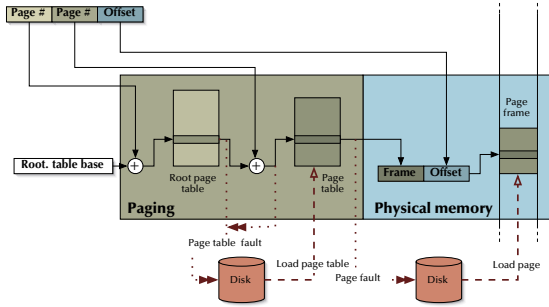 Page # Page # Offset
Page frame
Root. table base
+
+
Root page table
Page table
Frame Offset
Paging
Physical memory
Page table fault
Load page table
Page fault
Load page
Disk
Disk